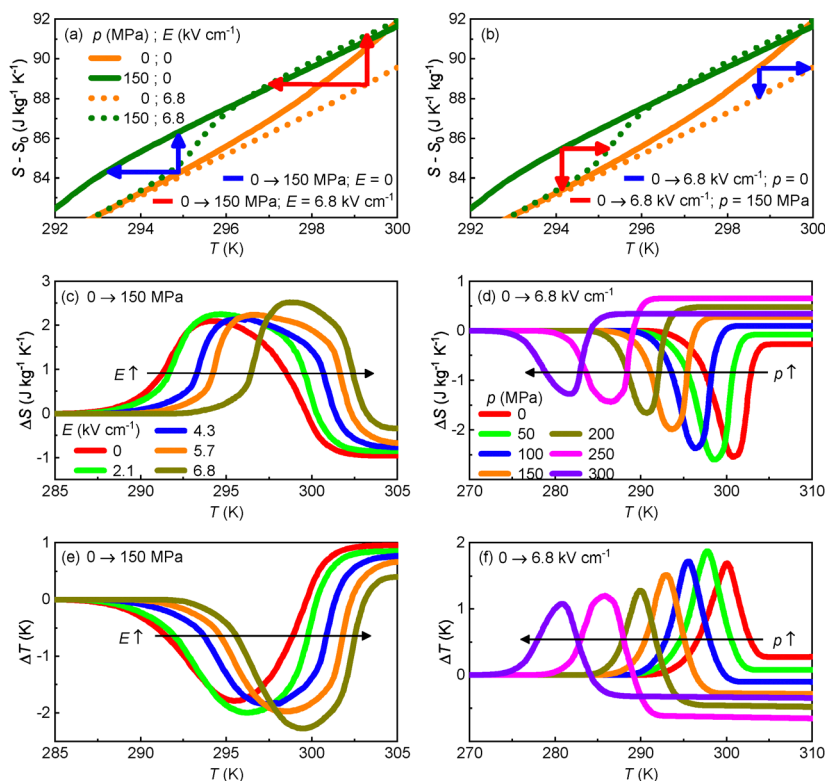 (a) p (MPa) ; E (kV cm⁻¹)
0 ; 0
150 ; 0
0 ; 6.8
150 ; 6.8
0 → 150 MPa; E = 0
0 → 150 MPa; E = 6.8 kV cm⁻¹
92
90
88
86
84
S - S₀ (J kg⁻¹ K⁻¹)
292 294 296 298 300
T (K)
(b)
0 → 6.8 kV cm⁻¹; p = 0
0 → 6.8 kV cm⁻¹; p = 150 MPa
92
90
88
86
84
S - S₀ (J K⁻¹ kg⁻¹)
292 294 296 298 300
T (K)
(c) 0 → 150 MPa
E↑
E (kV cm⁻¹)
0
2.1
4.3
5.7
6.8
3
2
1
0
-1
ΔS (J kg⁻¹ K⁻¹)
285 290 295 300 305
T (K)
(d) 0 → 6.8 kV cm⁻¹
p↑
p (MPa)
0
50
100
150
200
250
300
1
0
-1
-2
-3
ΔS (J kg⁻¹ K⁻¹)
270 280 290 300 310
T (K)
(e) 0 → 150 MPa
E↑
1
0
-1
-2
ΔT (K)
285 290 295 300 305
T (K)
(f) 0 → 6.8 kV cm⁻¹
p↑
2
1
0
-1
ΔT (K)
270 280 290 300 310
T (K)